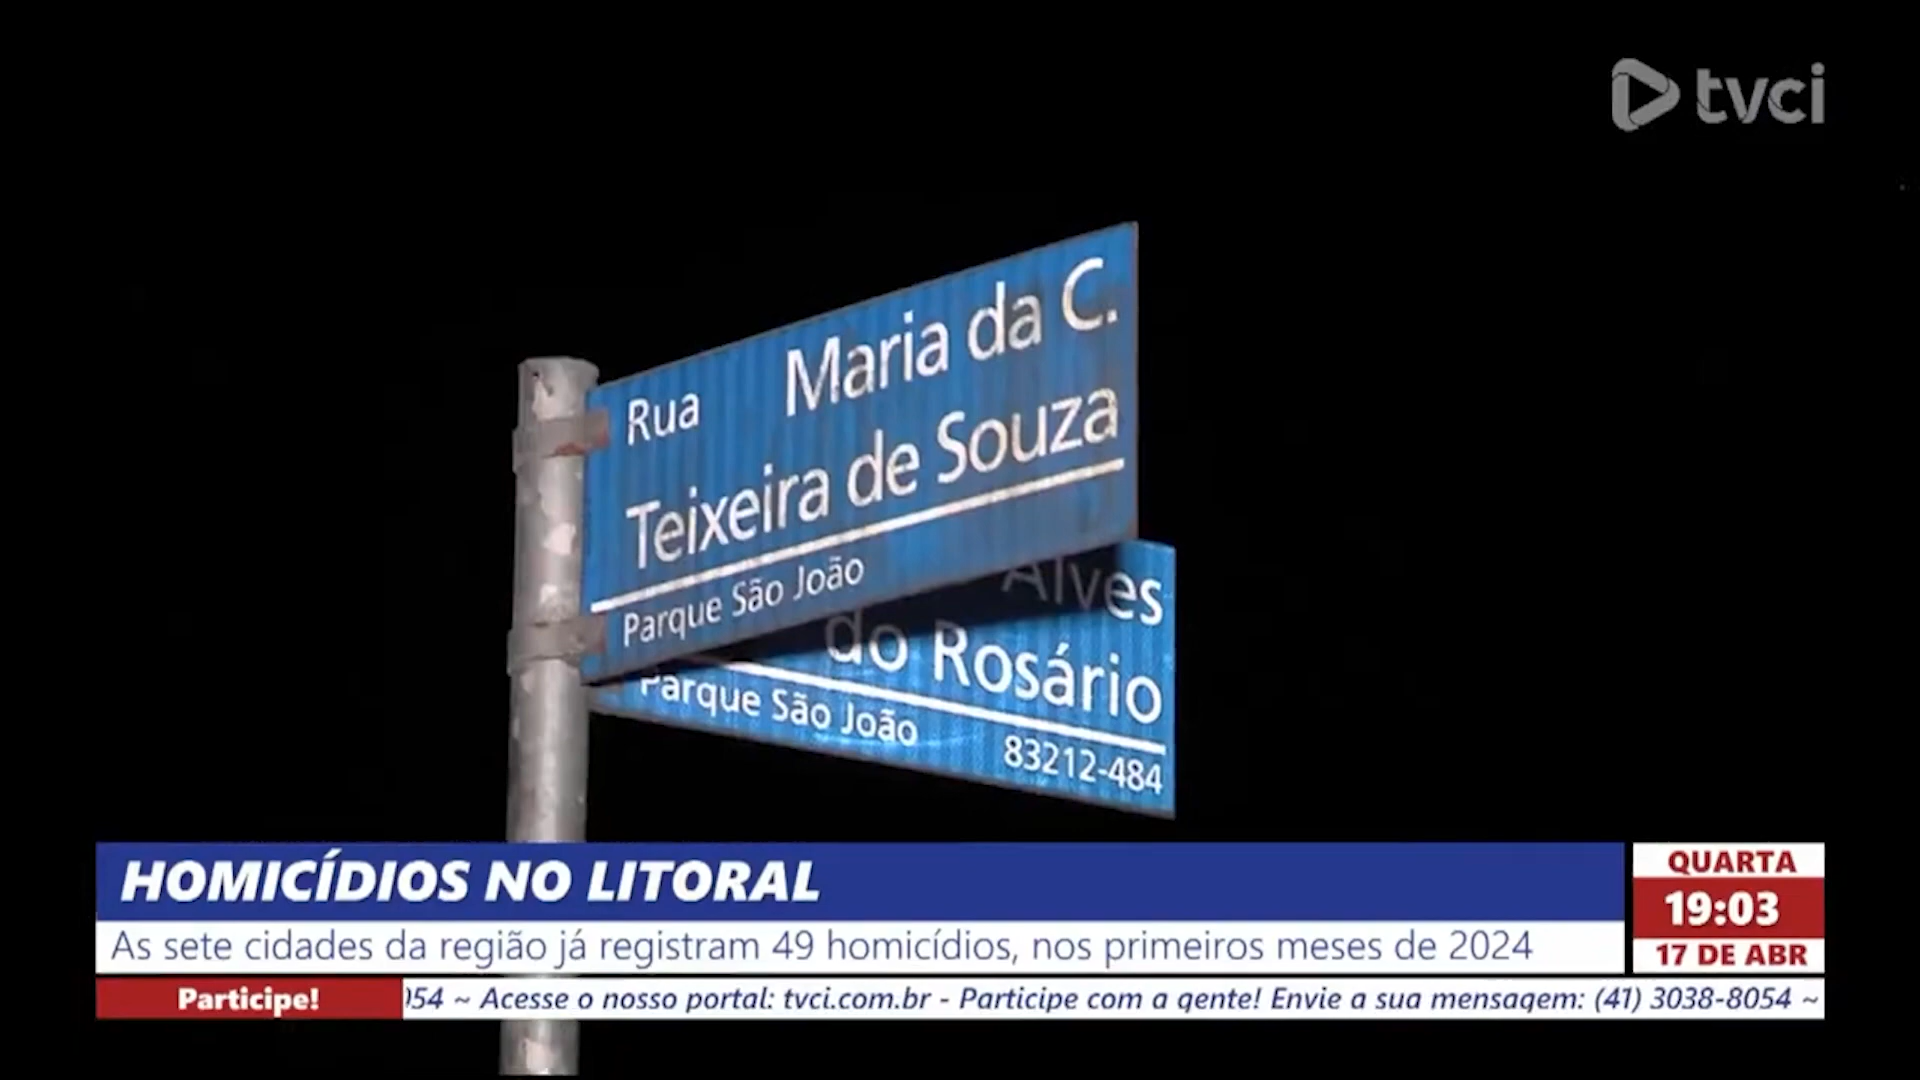 tvci
Rua Maria da C.
Teixeira de Souza
Parque São João
Alves
do Rosário
Parque São João
83212-484
HOMICÍDIOS NO LITORAL
As sete cidades da região já registram 49 homicídios, nos primeiros meses de 2024
QUARTA
19:03
17 DE ABR
Participe!
054 ~ Acesse o nosso portal: tvci.com.br - Participe com a gente! Envie a sua mensagem: (41) 3038-8054 ~